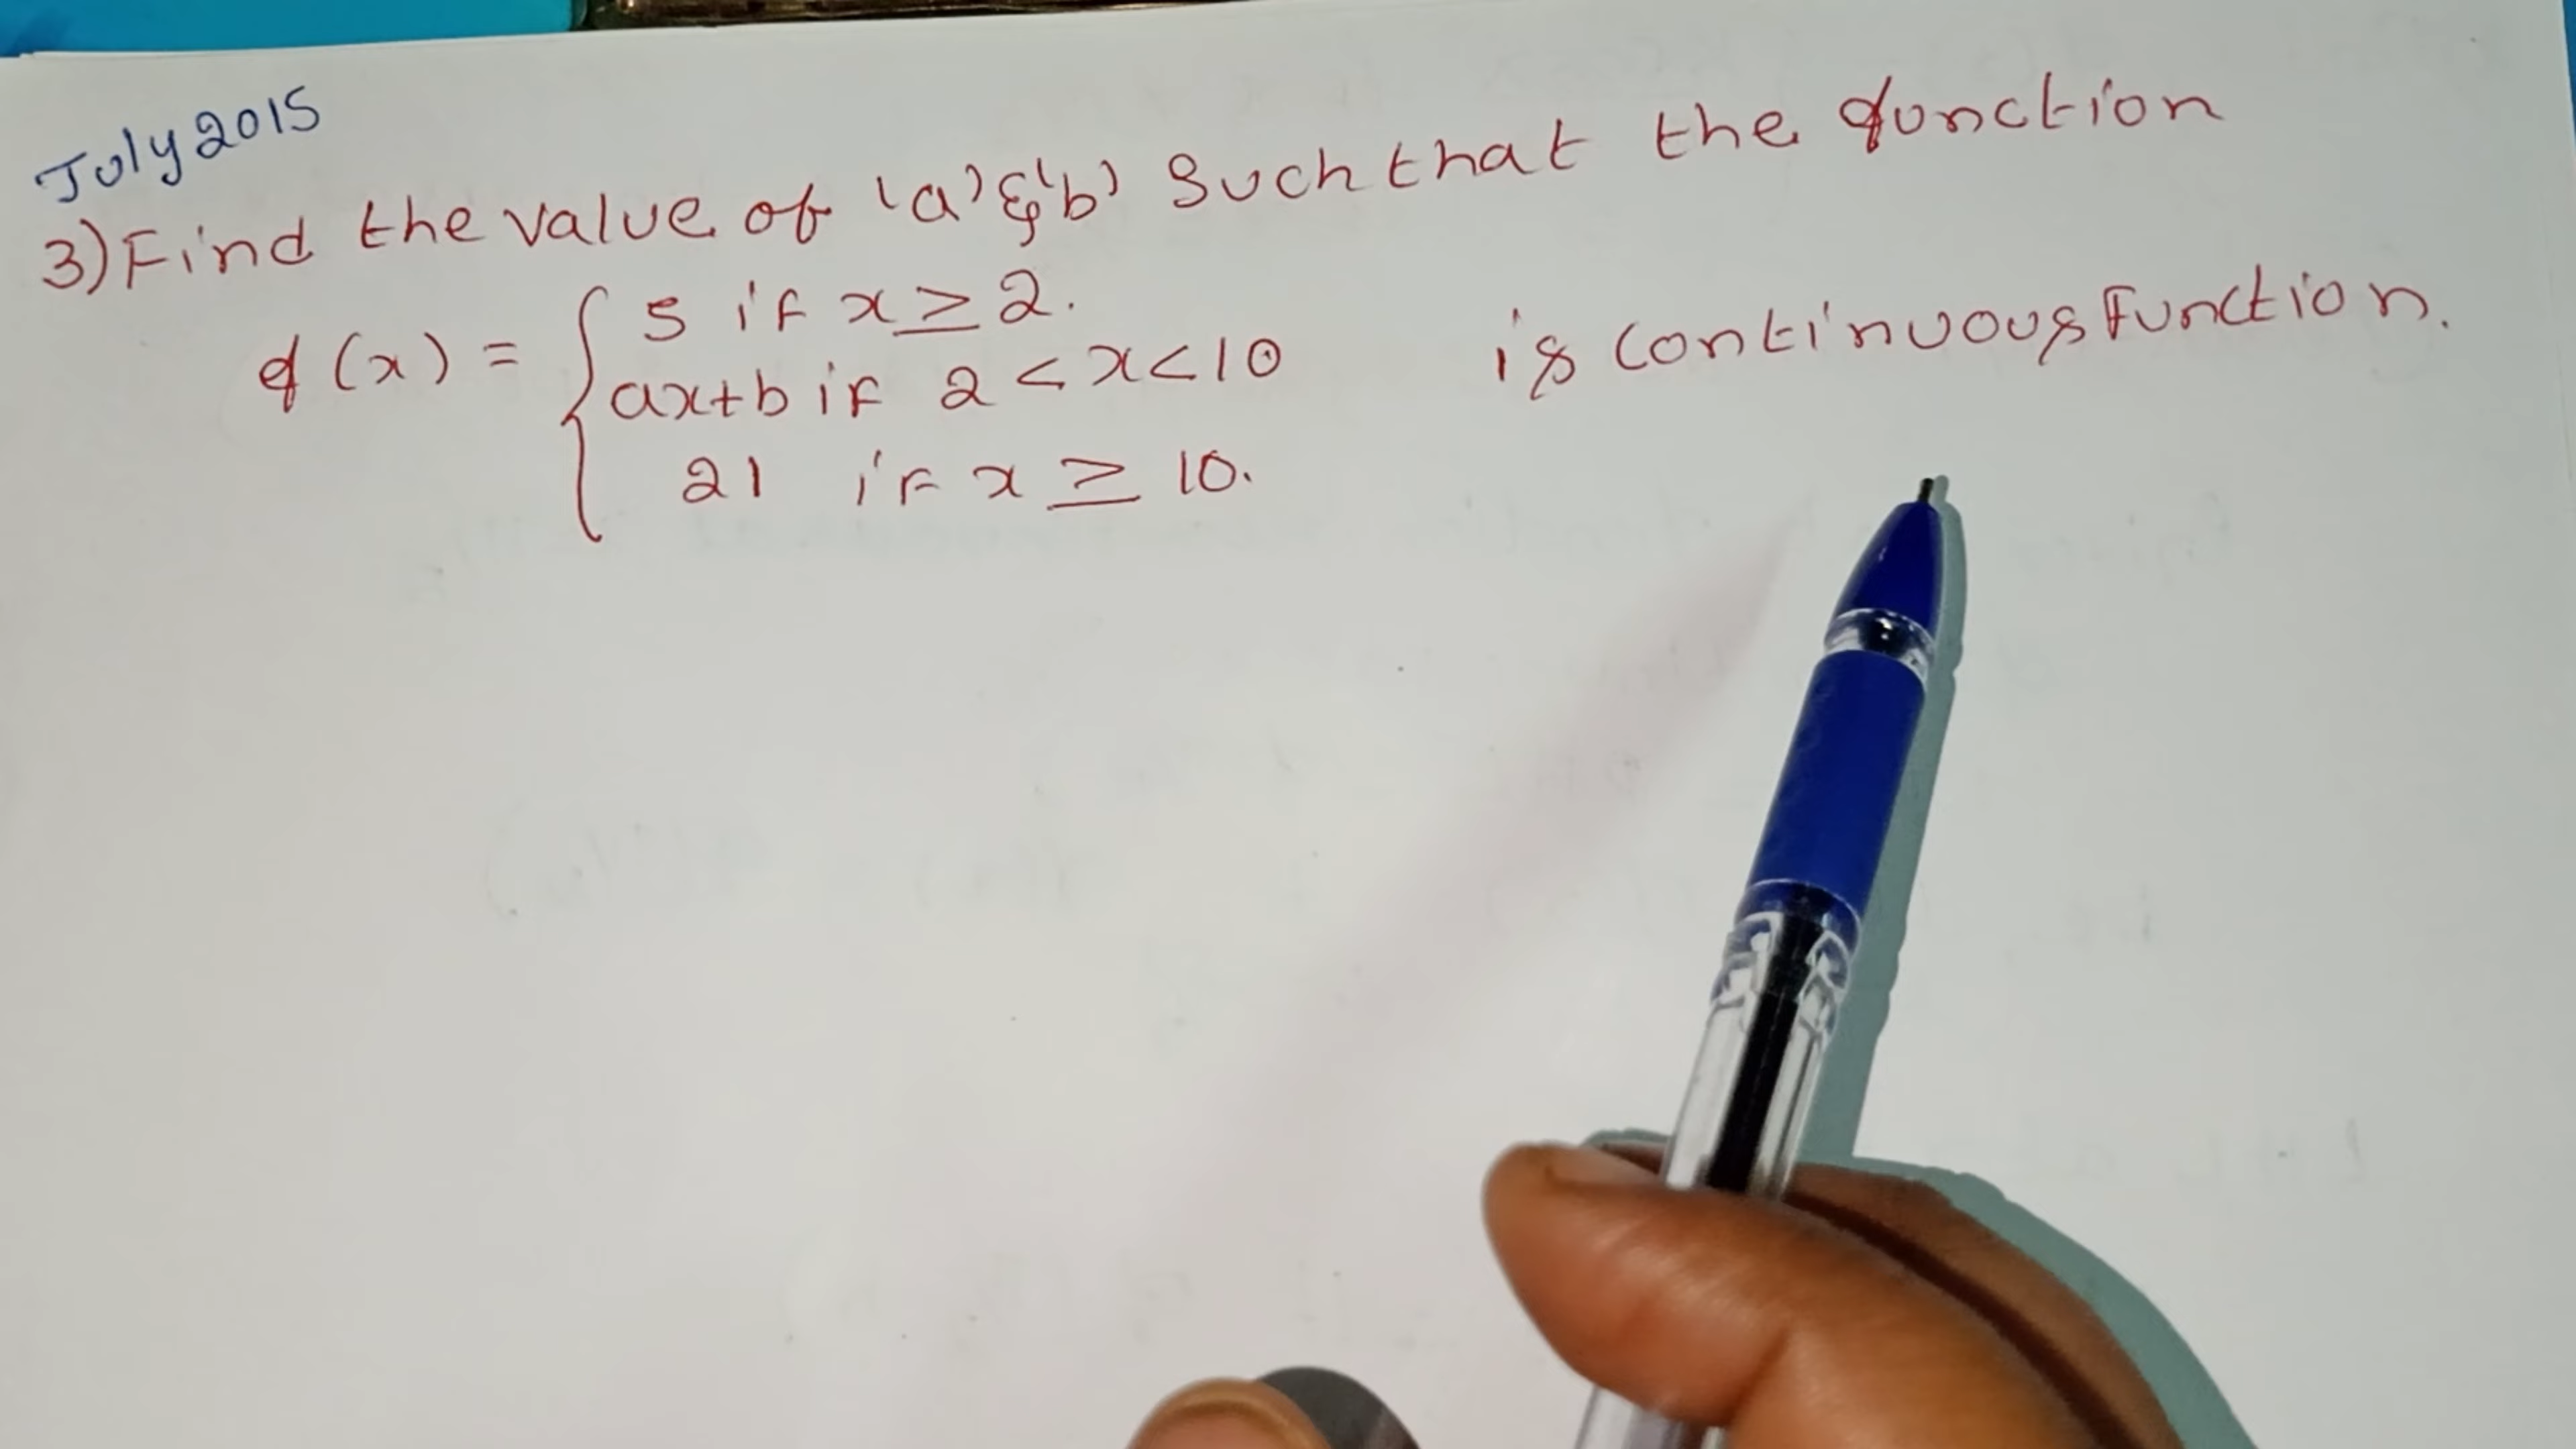 July 2015
3) Find the value of 'a' & 'b' Such that the function
f(x) = { 5 if x ≥ 2.
ax+b if 2 < x < 10 is continuous Function.
21 if x ≥ 10.